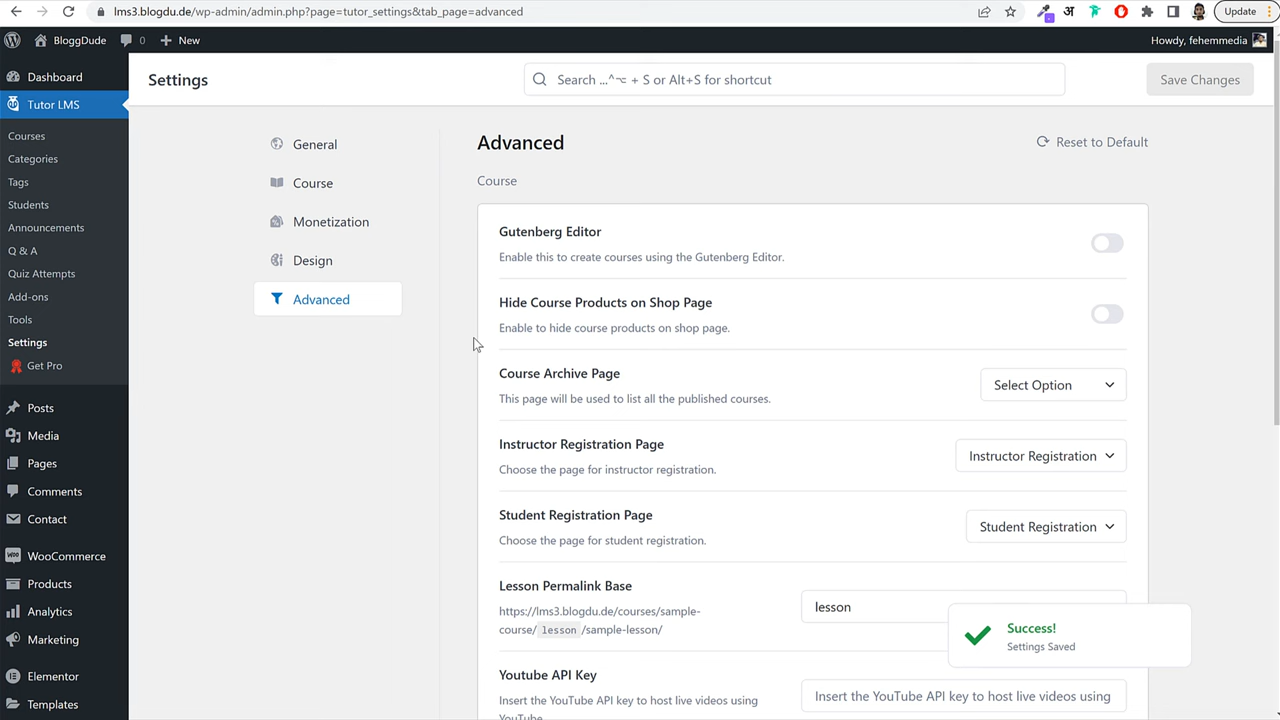 lms3.blogdu.de/wp-admin/admin.php?page=tutor_settings&tab_page=advanced
अ
Update
BloggDude
0
New
Howdy, fehemmedia
Dashboard
Tutor LMS
Courses
Categories
Tags
Students
Announcements
Q & A
Quiz Attempts
Add-ons
Tools
Settings
Get Pro
Posts
Media
Pages
Comments
Contact
WooCommerce
Products
Analytics
Marketing
Elementor
Templates
Settings
Search ...^⌥ + S or Alt+S for shortcut
Save Changes
General
Course
Monetization
Design
Advanced
Advanced
Reset to Default
Course
Gutenberg Editor
Enable this to create courses using the Gutenberg Editor.
Hide Course Products on Shop Page
Enable to hide course products on shop page.
Course Archive Page
This page will be used to list all the published courses.
Select Option
Instructor Registration Page
Choose the page for instructor registration.
Instructor Registration
Student Registration Page
Choose the page for student registration.
Student Registration
Lesson Permalink Base
https://lms3.blogdu.de/courses/sample-
course/ lesson /sample-lesson/
lesson
Success!
Settings Saved
Youtube API Key
Insert the YouTube API key to host live videos using
YouTube.
Insert the YouTube API key to host live videos using